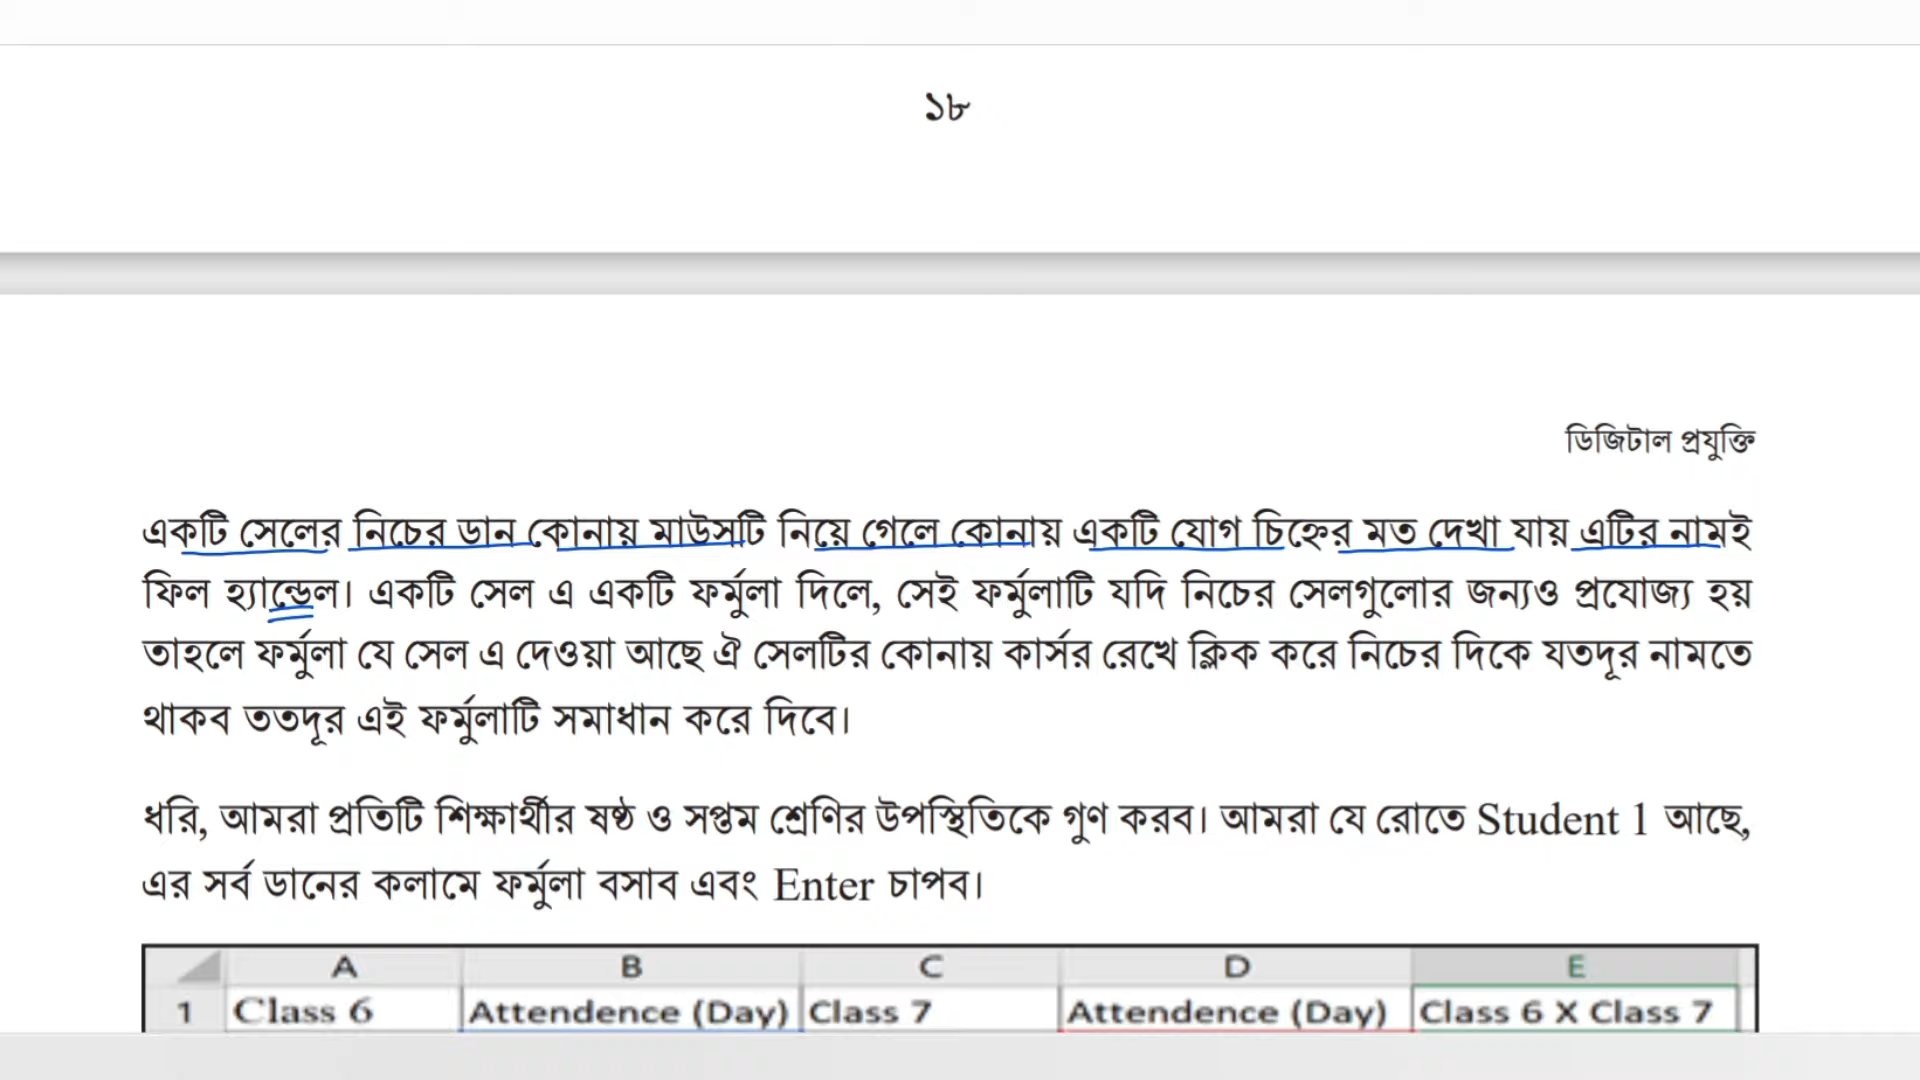 ১৮
ডিজিটাল প্রযুক্তি
একটি সেলের নিচের ডান কোনায় মাউসটি নিয়ে গেলে কোনায় একটি যোগ চিহ্নের মত দেখা যায় এটির নামই
ফিল হ্যান্ডেল। একটি সেল এ একটি ফর্মুলা দিলে, সেই ফর্মুলাটি যদি নিচের সেলগুলোর জন্যও প্রযোজ্য হয়
তাহলে ফর্মুলা যে সেল এ দেওয়া আছে ঐ সেলটির কোনায় কার্সর রেখে ক্লিক করে নিচের দিকে যতদূর নামতে
থাকব ততদূর এই ফর্মুলাটি সমাধান করে দিবে।
ধরি, আমরা প্রতিটি শিক্ষার্থীর ষষ্ঠ ও সপ্তম শ্রেণির উপস্থিতিকে গুণ করব। আমরা যে রোতে Student 1 আছে,
এর সর্ব ডানের কলামে ফর্মুলা বসাব এবং Enter চাপব।
A B C D E
1 Class 6 Attendence (Day) Class 7 Attendence (Day) Class 6 X Class 7